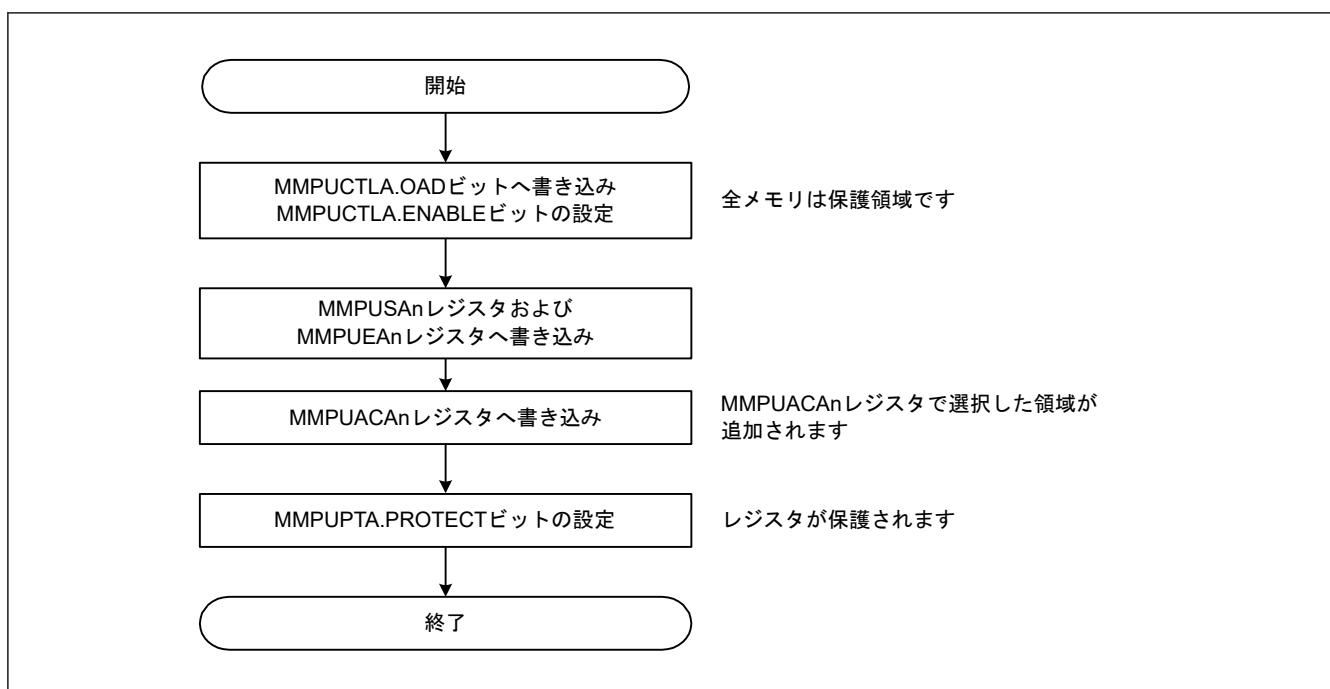 開始
MMPUCTLA.OADビットへ書き込み
MMPUCTLA.ENABLEビットの設定
全メモリは保護領域です
MMPUSAnレジスタおよび
MMPUEAnレジスタへ書き込み
MMPUACAnレジスタへ書き込み
MMPUACAnレジスタで選択した領域が
追加されます
MMPUPTA.PROTECTビットの設定
レジスタが保護されます
終了